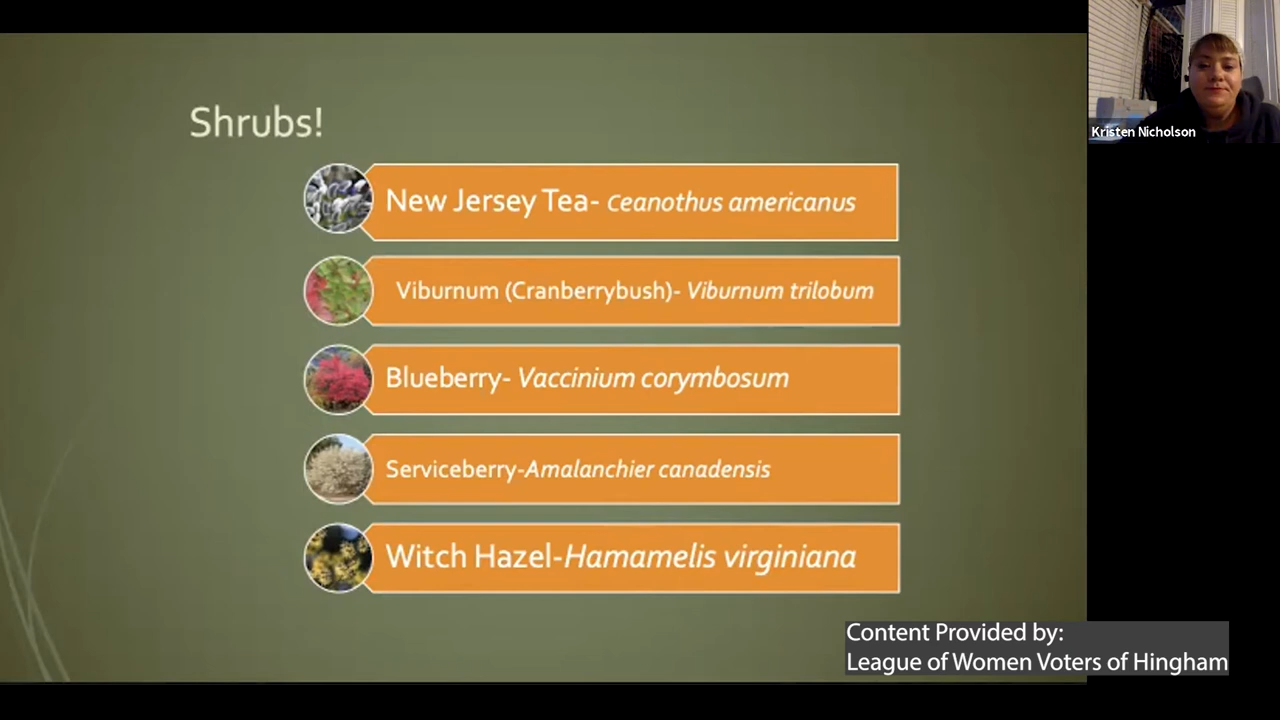 Shrubs!
New Jersey Tea- Ceanothus americanus
Viburnum (Cranberrybush)- Viburnum trilobum
Blueberry- Vaccinium corymbosum
Serviceberry-Amalanchier canadensis
Witch Hazel-Hamamelis virginiana
Kristen Nicholson
Content Provided by:
League of Women Voters of Hingham